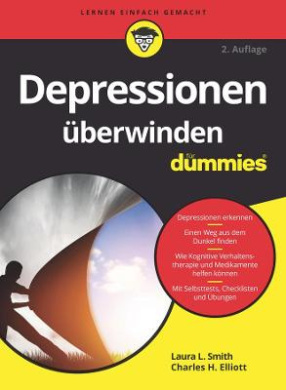 LERNEN EINFACH GEMACHT
2. Auflage
Depressionen
überwinden
für
dummies®
Depressionen erkennen
Einen Weg aus dem
Dunkel finden
Wie Kognitive Verhaltens-
therapie und Medikamente
helfen können
Mit Selbsttests, Checklisten
und Übungen
Laura L. Smith
Charles H. Elliott